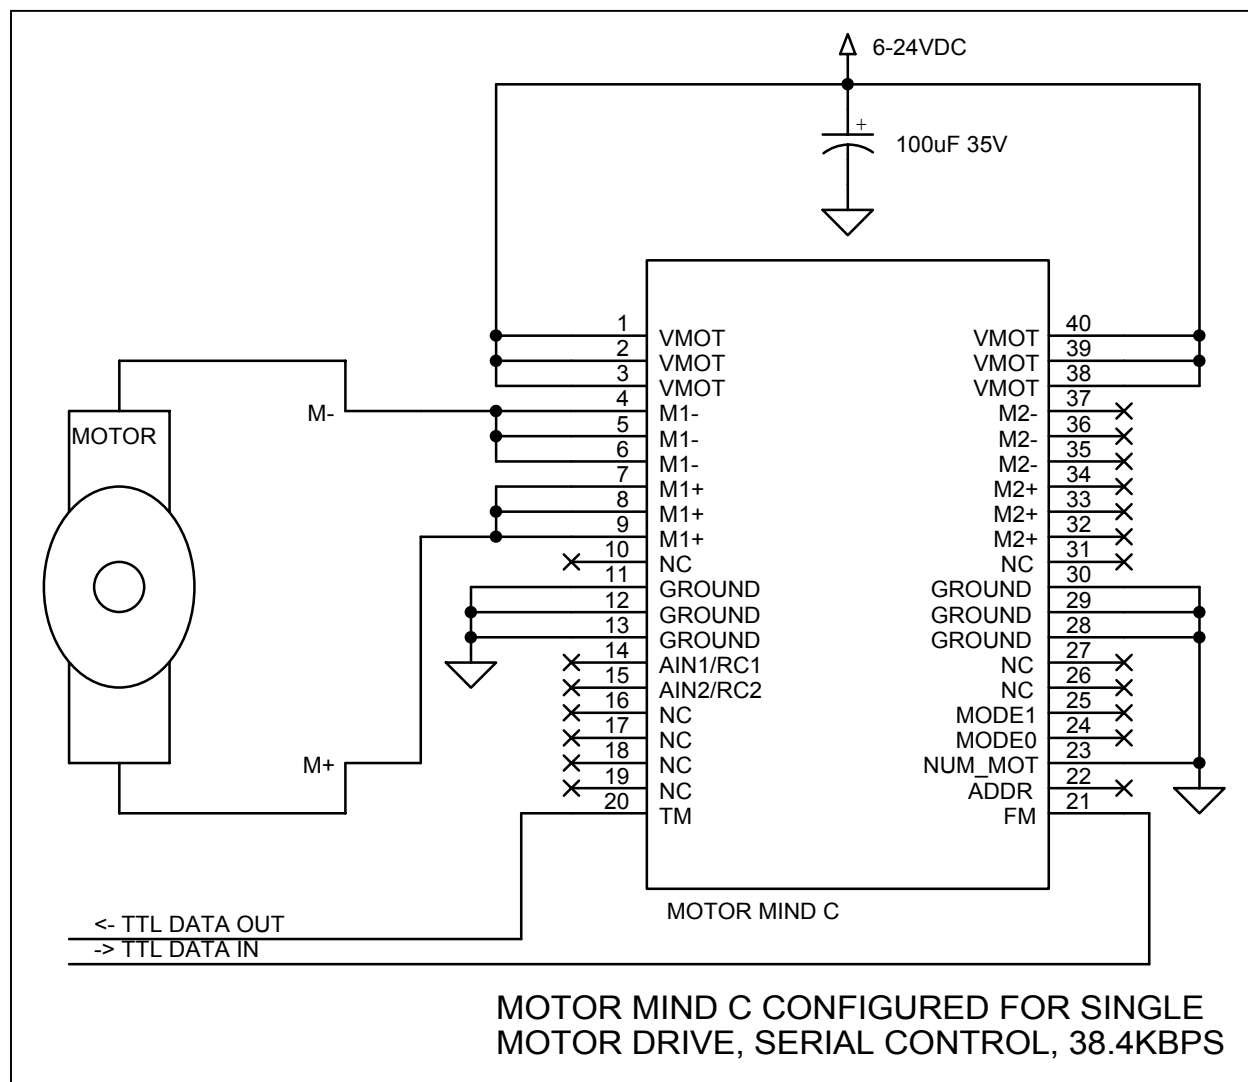 6-24VDC
+
100uF 35V
1 VMOT VMOT 40
2 VMOT VMOT 39
3 VMOT VMOT 38
M- 4 M1- M2- 37
MOTOR 5 M1- M2- 36
6 M1- M2- 35
7 M1+ M2+ 34
8 M1+ M2+ 33
9 M1+ M2+ 32
10 NC NC 31
11 GROUND GROUND 30
12 GROUND GROUND 29
13 GROUND GROUND 28
14 AIN1/RC1 NC 27
15 AIN2/RC2 NC 26
16 NC MODE1 25
17 NC MODE0 24
M+ 18 NC NUM_MOT 23
19 NC ADDR 22
20 TM FM 21
MOTOR MIND C
<- TTL DATA OUT
-> TTL DATA IN
MOTOR MIND C CONFIGURED FOR SINGLE
MOTOR DRIVE, SERIAL CONTROL, 38.4KBPS